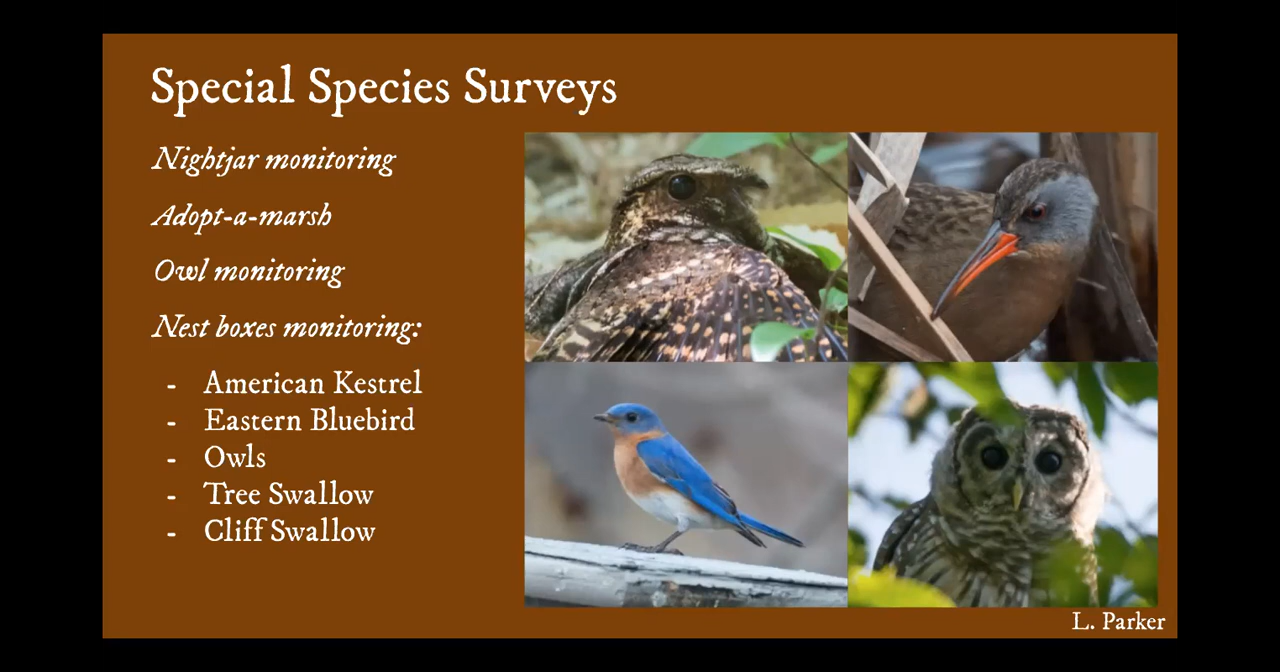 Special Species Surveys
Nightjar monitoring
Adopt-a-marsh
Owl monitoring
Nest boxes monitoring:
- American Kestrel
- Eastern Bluebird
- Owls
- Tree Swallow
- Cliff Swallow
L. Parker